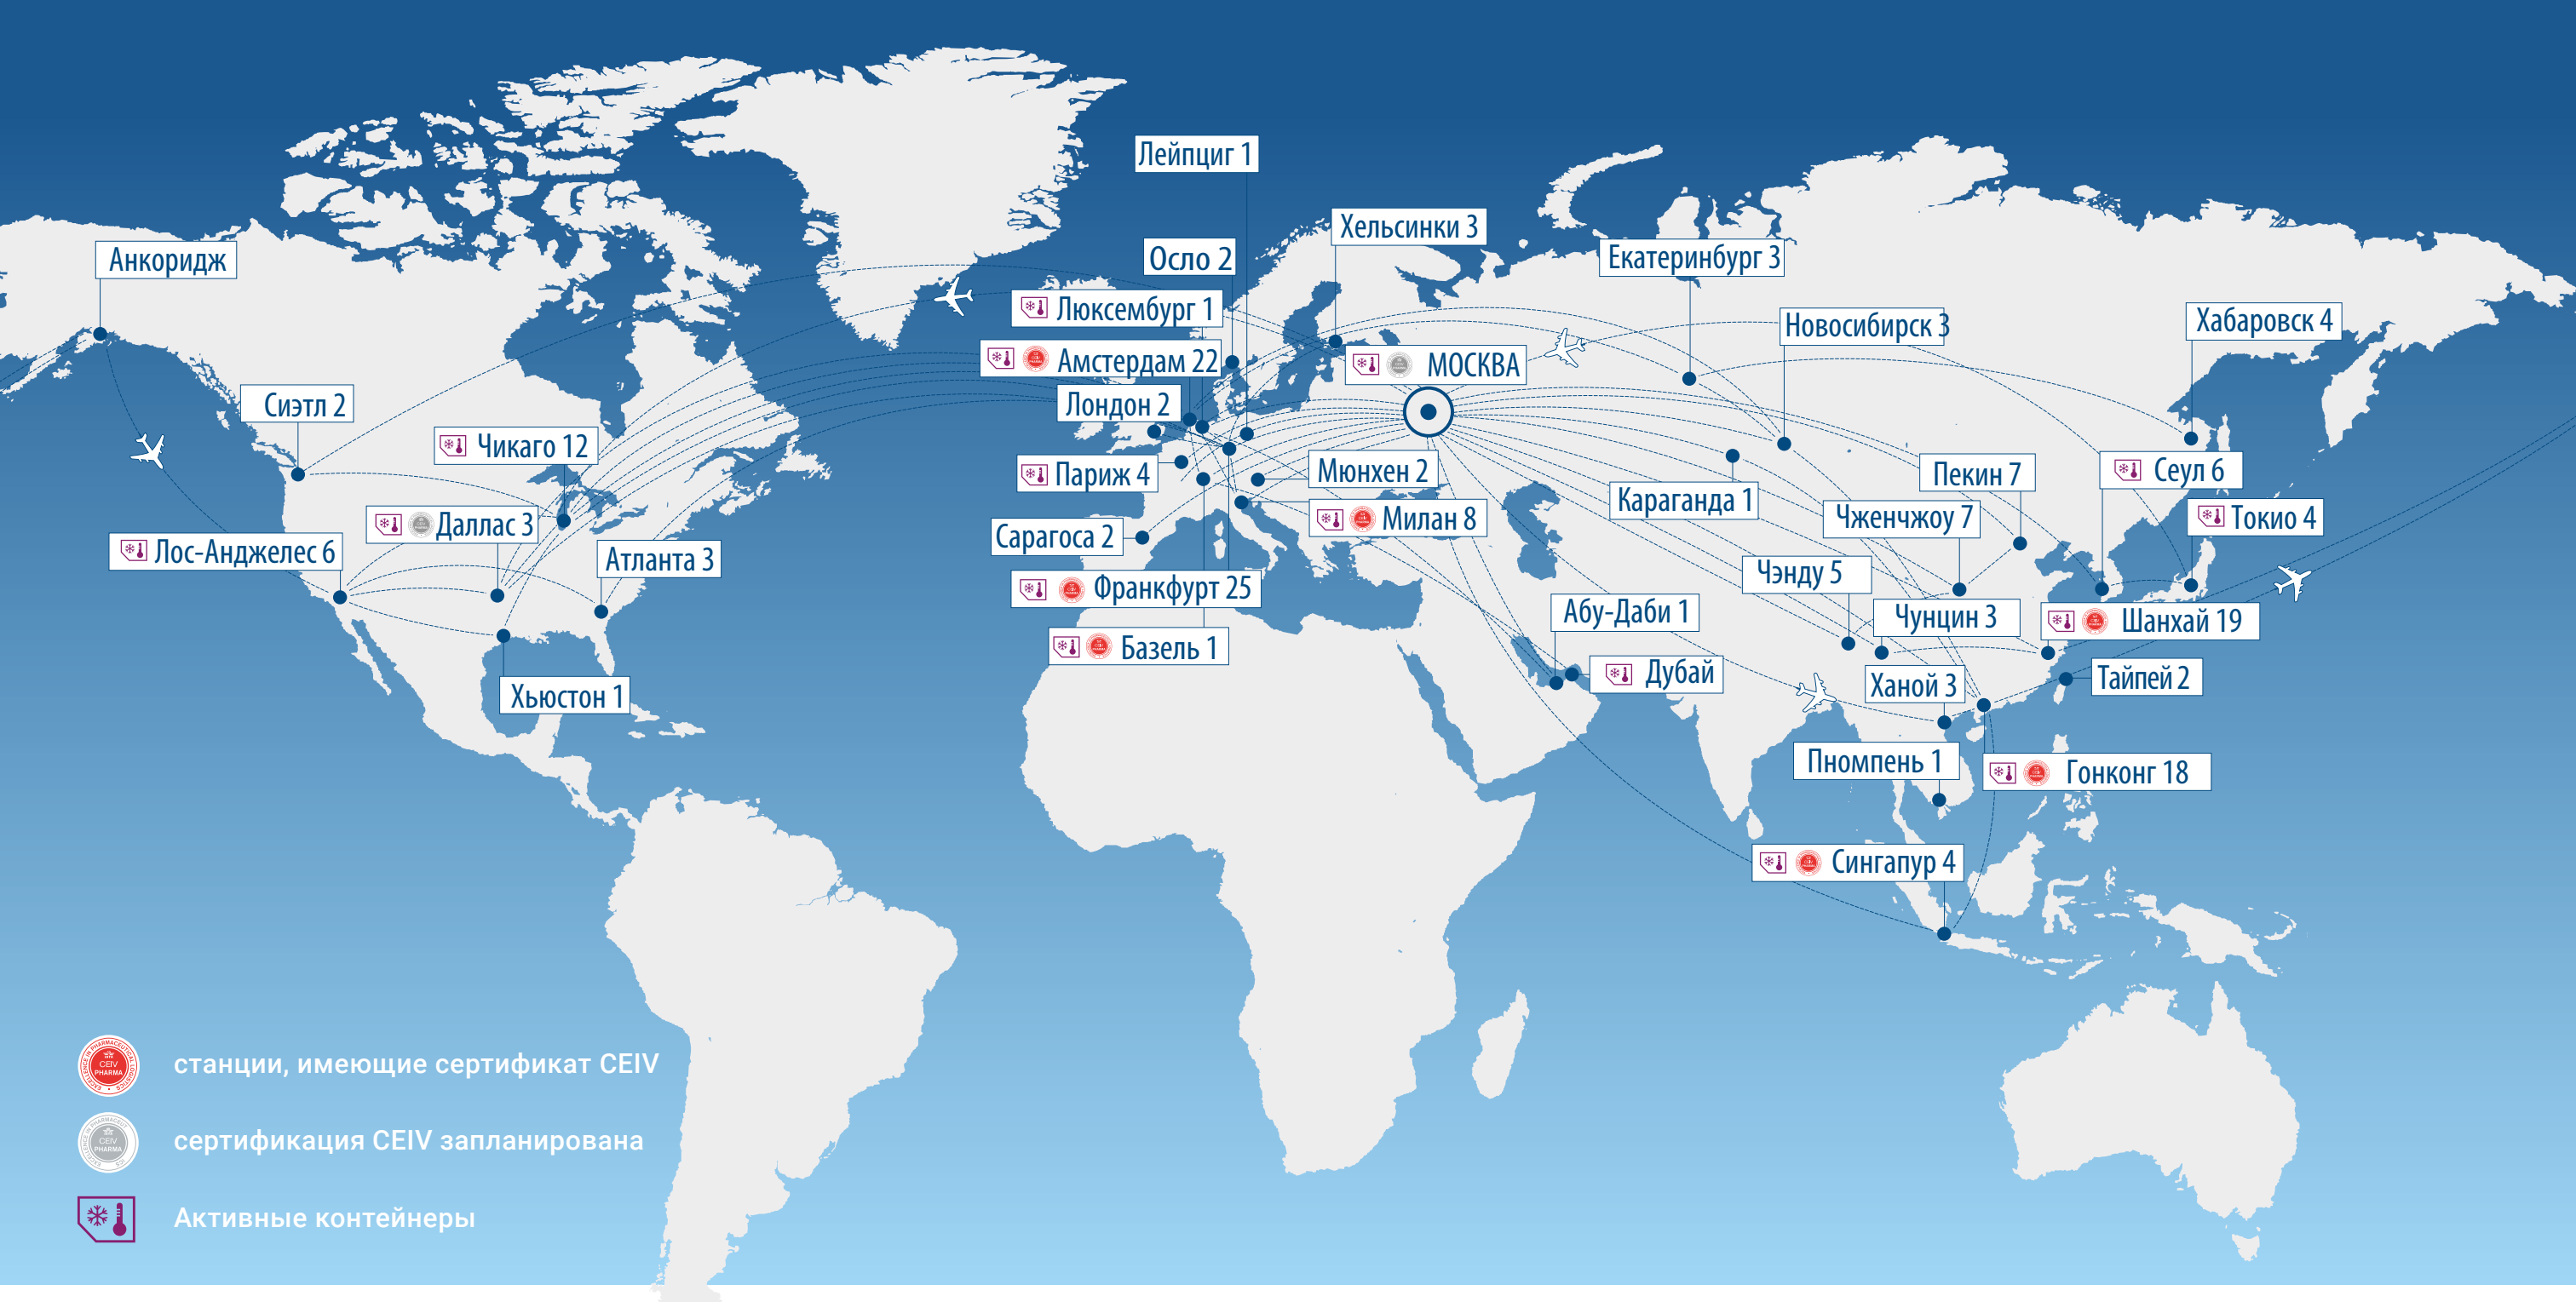 Лейпциг 1
Хельсинки 3
Осло 2
Екатеринбург 3
Анкоридж
Люксембург 1
Новосибирск 3
Хабаровск 4
Амстердам 22
МОСКВА
Сиэтл 2
Лондон 2
Чикаго 12
Париж 4
Мюнхен 2
Пекин 7
Сеул 6
Караганда 1
Даллас 3
Милан 8
Чженчжоу 7
Токио 4
Сарагоса 2
Лос-Анджелес 6
Атланта 3
Чэнду 5
Франкфурт 25
Абу-Даби 1
Чунцин 3
Шанхай 19
Базель 1
Дубай
Ханой 3
Тайпей 2
Хьюстон 1
Пномпень 1
Гонконг 18
Сингапур 4
CEIV
PHARMA
станции, имеющие сертификат CEIV
CEIV
PHARMA
сертификация CEIV запланирована
Активные контейнеры